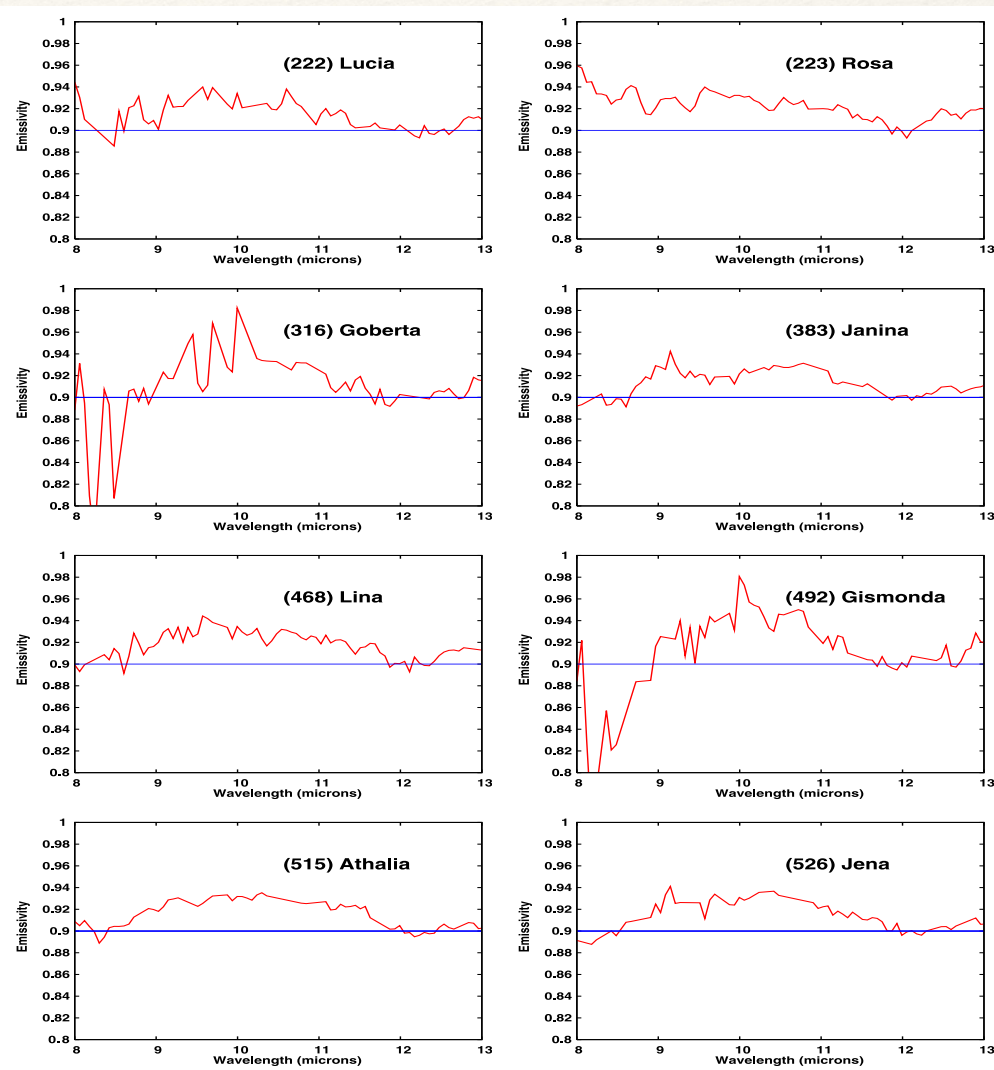 1
0.98
0.96
0.94
0.92
0.9
0.88
0.86
0.84
0.82
0.8
Emissivity
(222) Lucia
8 9 10 11 12 13
Wavelength (microns)
1
0.98
0.96
0.94
0.92
0.9
0.88
0.86
0.84
0.82
0.8
Emissivity
(223) Rosa
8 9 10 11 12 13
Wavelength (microns)
1
0.98
0.96
0.94
0.92
0.9
0.88
0.86
0.84
0.82
0.8
Emissivity
(316) Goberta
8 9 10 11 12 13
Wavelength (microns)
1
0.98
0.96
0.94
0.92
0.9
0.88
0.86
0.84
0.82
0.8
Emissivity
(383) Janina
8 9 10 11 12 13
Wavelength (microns)
1
0.98
0.96
0.94
0.92
0.9
0.88
0.86
0.84
0.82
0.8
Emissivity
(468) Lina
8 9 10 11 12 13
Wavelength (microns)
1
0.98
0.96
0.94
0.92
0.9
0.88
0.86
0.84
0.82
0.8
Emissivity
(492) Gismonda
8 9 10 11 12 13
Wavelength (microns)
1
0.98
0.96
0.94
0.92
0.9
0.88
0.86
0.84
0.82
0.8
Emissivity
(515) Athalia
8 9 10 11 12 13
Wavelength (microns)
1
0.98
0.96
0.94
0.92
0.9
0.88
0.86
0.84
0.82
0.8
Emissivity
(526) Jena
8 9 10 11 12 13
Wavelength (microns)